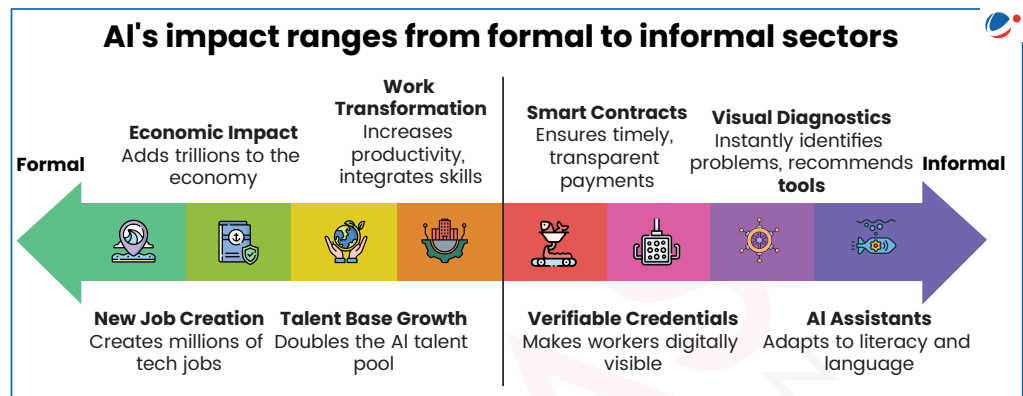 AI's impact ranges from formal to informal sectors
Formal
Economic Impact
Adds trillions to the
economy
Work
Transformation
Increases
productivity,
integrates skills
Smart Contracts
Ensures timely,
transparent
payments
Visual Diagnostics
Instantly identifies
problems, recommends
tools
Informal
New Job Creation
Creates millions of
tech jobs
Talent Base Growth
Doubles the AI talent
pool
Verifiable Credentials
Makes workers digitally
visible
AI Assistants
Adapts to literacy and
language